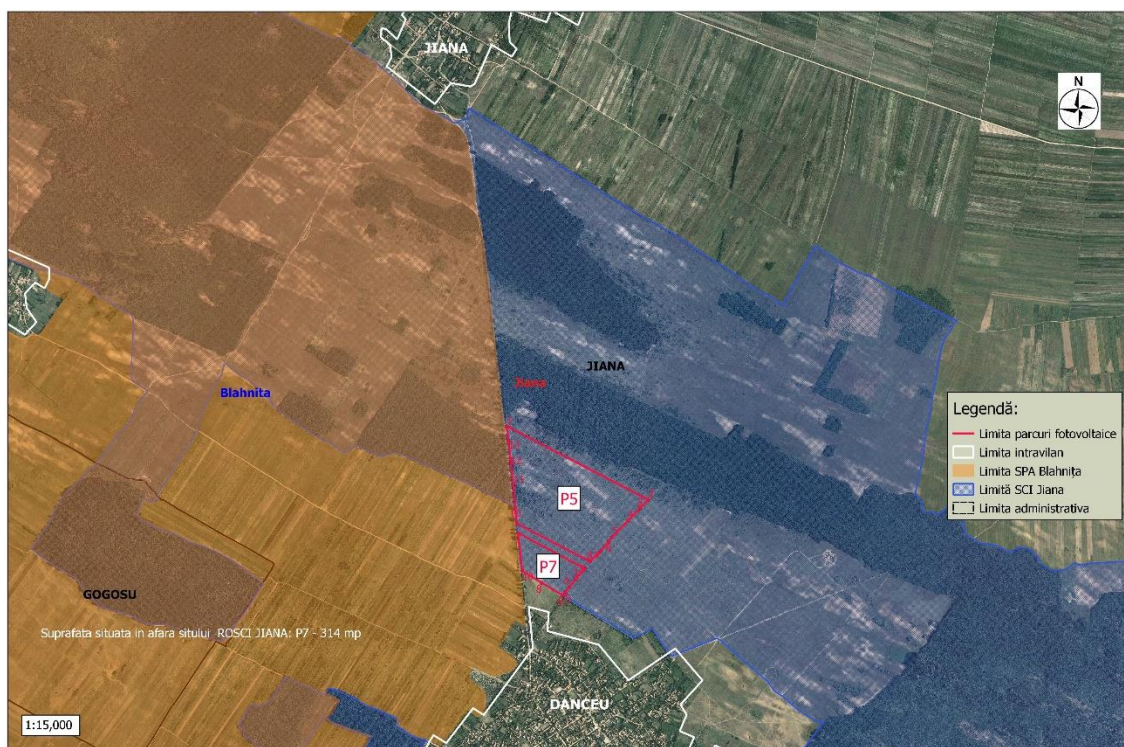 JIANA
N
JIANA
Jiana
Blahnita
Legendă:
Limita parcuri fotovoltaice
Limita intravilan
Limita SPA Blahnița
Limită SCI Jiana
Limita administrativa
P5
P7
GOGOSU
Suprafata situata in afara sitului ROSCI JIANA: P7 - 314 mp
DANCEU
1:15,000